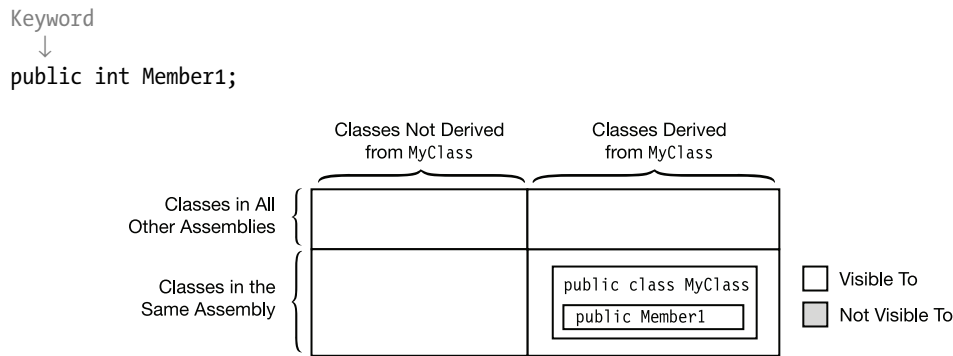 Keyword
public int Member1;
Classes Not Derived
from MyClass
Classes Derived
from MyClass
Classes in All
Other Assemblies
Classes in the
Same Assembly
public class MyClass
public Member1
Visible To
Not Visible To